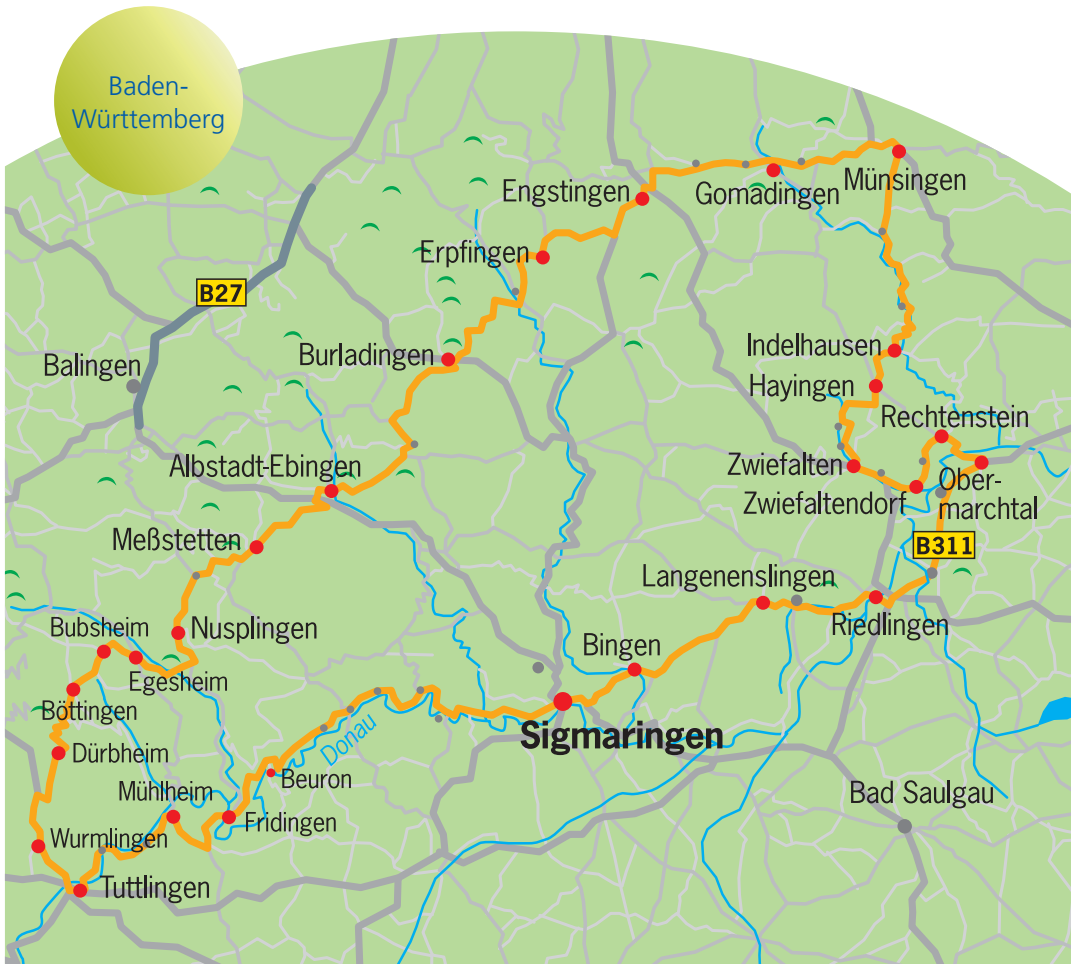 Baden-
Württemberg
Engstingen
Gomadingen
Münsingen
Erpfingen
B27
Burladingen
Balingen
Indelhausen
Hayingen
Rechtenstein
Albstadt-Ebingen
Zwiefalten
Zwiefaltendorf
Ober-
marchtal
Meßstetten
B311
Langenenslingen
Riedlingen
Bubsheim
Nusplingen
Bingen
Egesheim
Böttingen
Sigmaringen
Donau
Dürbheim
Beuron
Mühlheim
Bad Saulgau
Fridingen
Wurmlingen
Tuttlingen